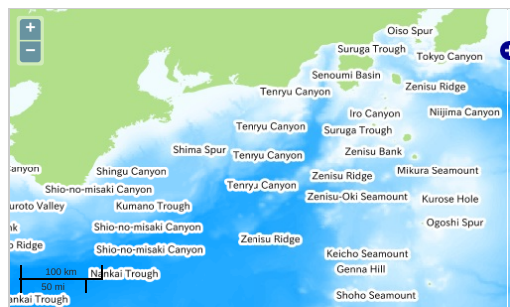 +
−
Oiso Spur
Suruga Trough
Tokyo Canyon
Senoumi Basin
Zenisu Ridge
Tenryu Canyon
Iro Canyon
Niijima Canyon
Tenryu Canyon
Suruga Trough
Shima Spur
Tenryu Canyon
Zenisu Bank
anyon
Shingu Canyon
Mikura Seamount
Zenisu Ridge
Shio-no-misaki Canyon
Tenryu Canyon
Zenisu-Oki Seamount
Kurose Hole
uroto Valley
Kumano Trough
Ogoshi Spur
nk
Shio-no-misaki Canyon
Zenisu Ridge
o Ridge
Shio-no-misaki Canyon
Keicho Seamount
Genna Hill
100 km
Nankai Trough
50 mi
Shoho Seamount
ankai Trough